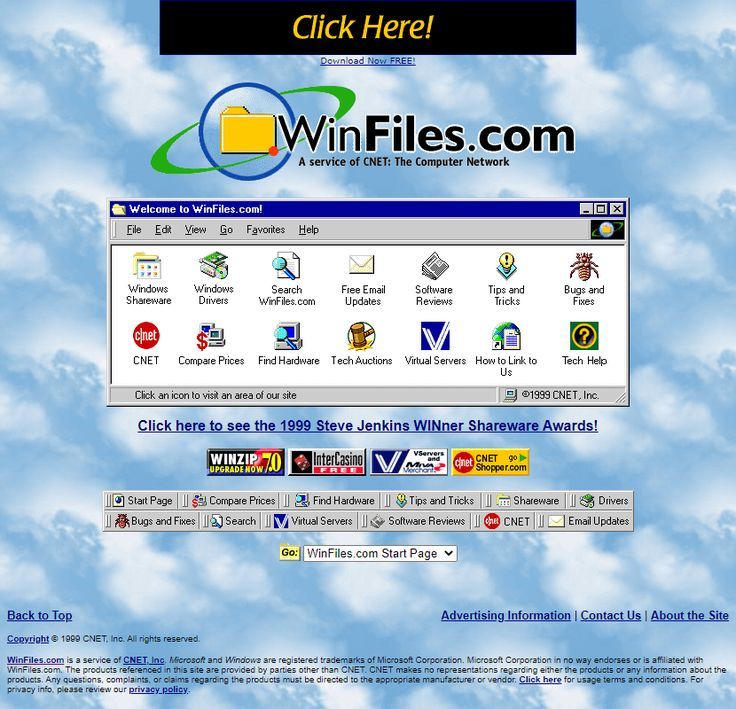 Click Here!
Download Now FREE!
WinFiles.com
A service of CNET: The Computer Network
Welcome to WinFiles.com!
File Edit View Go Favorites Help
Windows Shareware
Windows Drivers
Search WinFiles.com
Free Email Updates
Software Reviews
Tips and Tricks
Bugs and Fixes
c|net
CNET
Compare Prices
Find Hardware
Tech Auctions
Virtual Servers
How to Link to Us
Tech Help
Click an icon to visit an area of our site
©1999 CNET, Inc.
Click here to see the 1999 Steve Jenkins WINner Shareware Awards!
WINZIP 7.0 UPGRADE NOW
InterCasino FREE
VServers and Miva Merchant
c|net CNET go Shopper.com
Start Page Compare Prices Find Hardware Tips and Tricks Shareware Drivers
Bugs and Fixes Search Virtual Servers Software Reviews c|net CNET Email Updates
Go: WinFiles.com Start Page
Back to Top Advertising Information | Contact Us | About the Site
Copyright © 1999 CNET, Inc. All rights reserved.
WinFiles.com is a service of CNET, Inc. Microsoft and Windows are registered trademarks of Microsoft Corporation. Microsoft Corporation in no way endorses or is affiliated with
WinFiles.com. The products referenced in this site are provided by parties other than CNET. CNET makes no representations regarding either the products or any information about the
products. Any questions, complaints, or claims regarding the products must be directed to the appropriate manufacturer or vendor. Click here for usage terms and conditions. For
privacy info, please review our privacy policy.